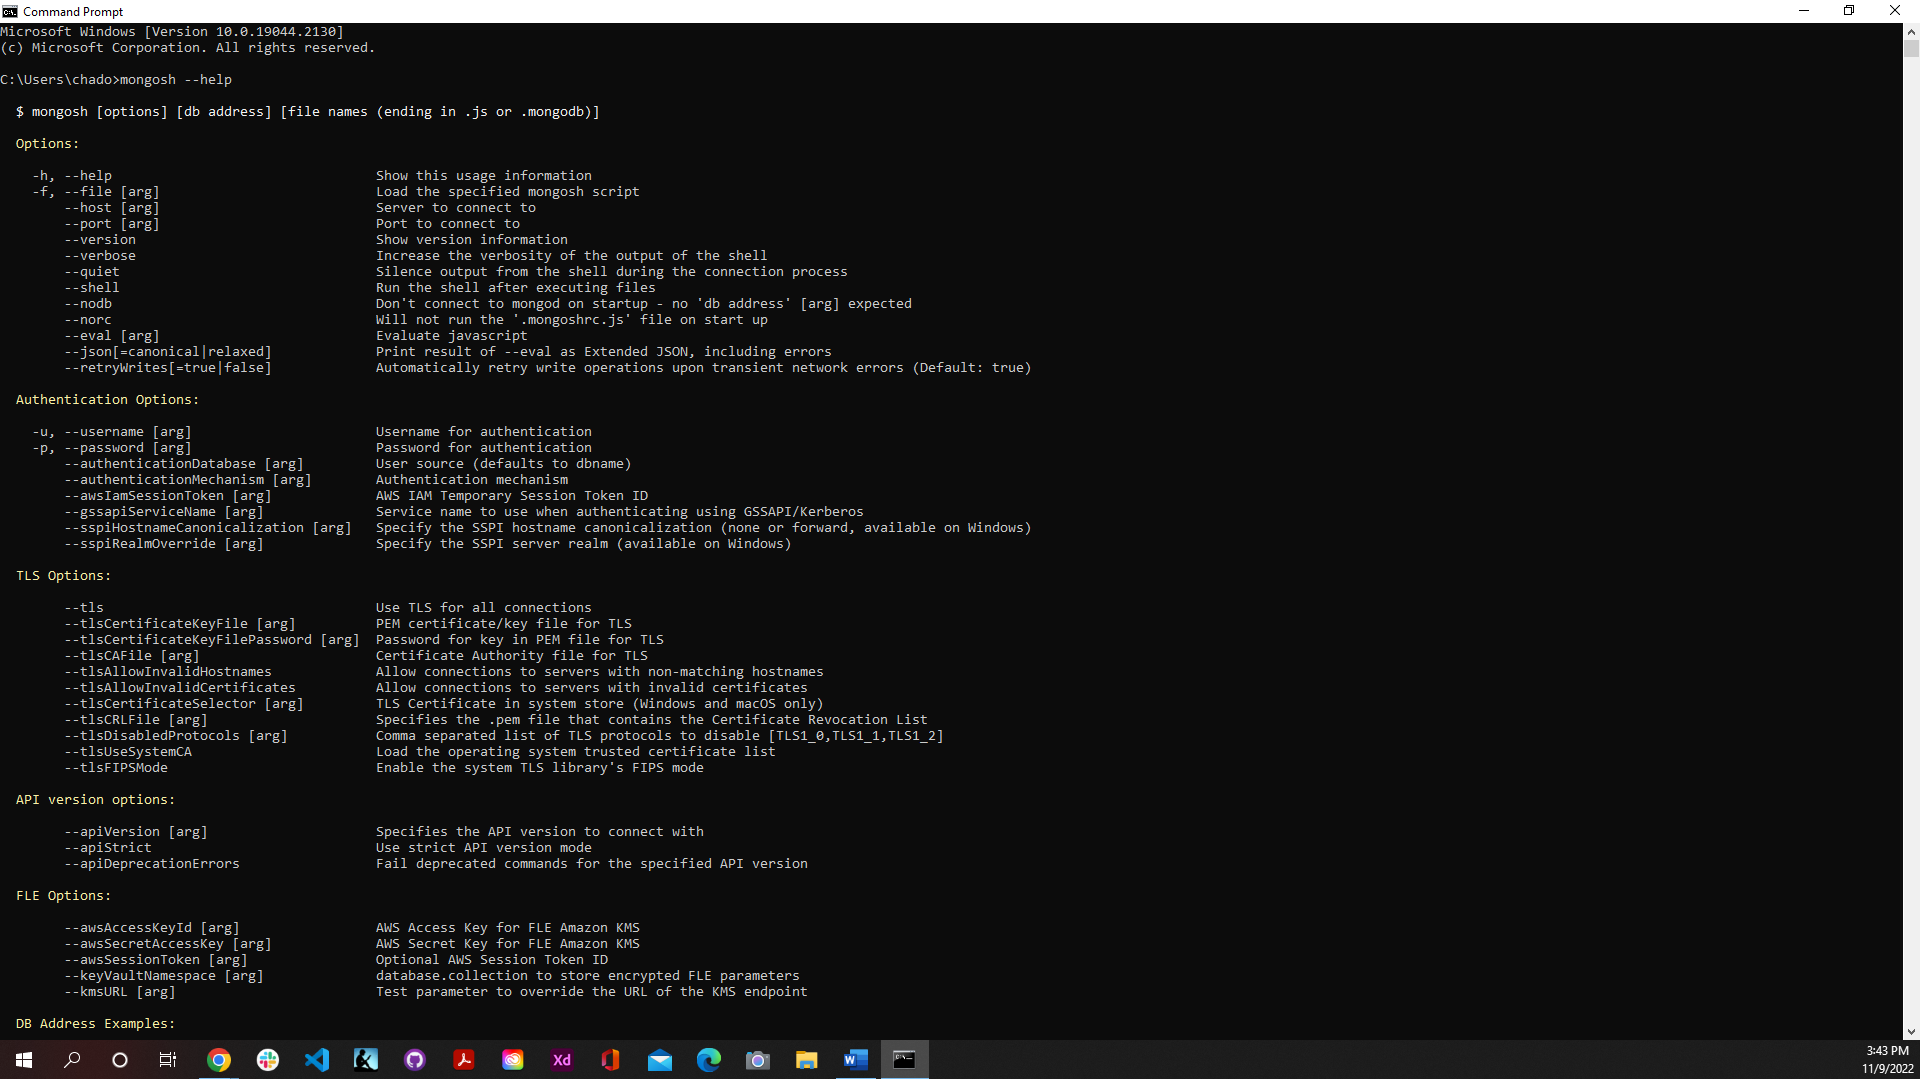 Command Prompt
Microsoft Windows [Version 10.0.19044.2130]
(c) Microsoft Corporation. All rights reserved.
C:\Users\chado>mongosh --help
$ mongosh [options] [db address] [file names (ending in .js or .mongodb)]
Options:
-h, --help Show this usage information
-f, --file [arg] Load the specified mongosh script
--host [arg] Server to connect to
--port [arg] Port to connect to
--version Show version information
--verbose Increase the verbosity of the output of the shell
--quiet Silence output from the shell during the connection process
--shell Run the shell after executing files
--nodb Don't connect to mongod on startup - no 'db address' [arg] expected
--norc Will not run the '.mongoshrc.js' file on start up
--eval [arg] Evaluate javascript
--json[=canonical|relaxed] Print result of --eval as Extended JSON, including errors
--retryWrites[=true|false] Automatically retry write operations upon transient network errors (Default: true)
Authentication Options:
-u, --username [arg] Username for authentication
-p, --password [arg] Password for authentication
--authenticationDatabase [arg] User source (defaults to dbname)
--authenticationMechanism [arg] Authentication mechanism
--awsIamSessionToken [arg] AWS IAM Temporary Session Token ID
--gssapiServiceName [arg] Service name to use when authenticating using GSSAPI/Kerberos
--sspiHostnameCanonicalization [arg] Specify the SSPI hostname canonicalization (none or forward, available on Windows)
--sspiRealmOverride [arg] Specify the SSPI server realm (available on Windows)
TLS Options:
--tls Use TLS for all connections
--tlsCertificateKeyFile [arg] PEM certificate/key file for TLS
--tlsCertificateKeyFilePassword [arg] Password for key in PEM file for TLS
--tlsCAFile [arg] Certificate Authority file for TLS
--tlsAllowInvalidHostnames Allow connections to servers with non-matching hostnames
--tlsAllowInvalidCertificates Allow connections to servers with invalid certificates
--tlsCertificateSelector [arg] TLS Certificate in system store (Windows and macOS only)
--tlsCRLFile [arg] Specifies the .pem file that contains the Certificate Revocation List
--tlsDisabledProtocols [arg] Comma separated list of TLS protocols to disable [TLS1_0,TLS1_1,TLS1_2]
--tlsUseSystemCA Load the operating system trusted certificate list
--tlsFIPSMode Enable the system TLS library's FIPS mode
API version options:
--apiVersion [arg] Specifies the API version to connect with
--apiStrict Use strict API version mode
--apiDeprecationErrors Fail deprecated commands for the specified API version
FLE Options:
--awsAccessKeyId [arg] AWS Access Key for FLE Amazon KMS
--awsSecretAccessKey [arg] AWS Secret Key for FLE Amazon KMS
--awsSessionToken [arg] Optional AWS Session Token ID
--keyVaultNamespace [arg] database.collection to store encrypted FLE parameters
--kmsURL [arg] Test parameter to override the URL of the KMS endpoint
DB Address Examples:
Xd
W
3:43 PM
11/9/2022